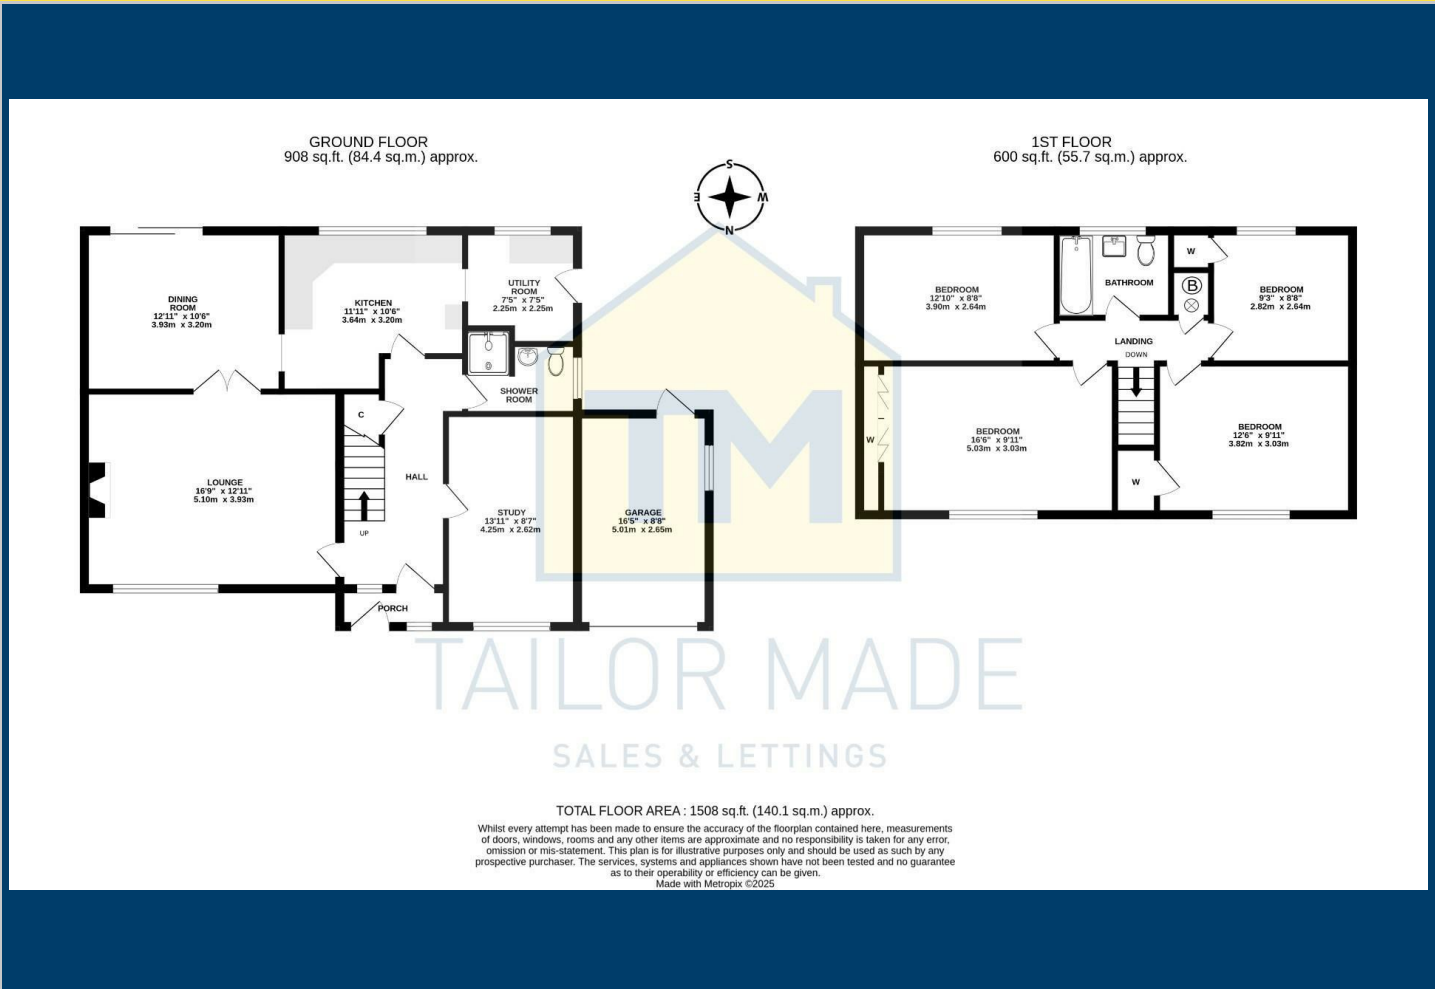 GROUND FLOOR
908 sq.ft. (84.4 sq.m.) approx.
1ST FLOOR
600 sq.ft. (55.7 sq.m.) approx.
S
E
W
N
DINING
ROOM
12'11" x 10'6"
3.93m x 3.20m
KITCHEN
11'11" x 10'6"
3.64m x 3.20m
UTILITY
ROOM
7'5" x 7'5"
2.25m x 2.25m
SHOWER
ROOM
C
LOUNGE
16'9" x 12'11"
5.10m x 3.93m
HALL
UP
STUDY
13'11" x 8'7"
4.25m x 2.62m
GARAGE
16'5" x 8'8"
5.01m x 2.65m
PORCH
BEDROOM
12'10" x 8'8"
3.90m x 2.64m
BATHROOM
W
B
BEDROOM
9'3" x 8'8"
2.82m x 2.64m
LANDING
DOWN
W
BEDROOM
16'6" x 9'11"
5.03m x 3.03m
W
BEDROOM
12'6" x 9'11"
3.82m x 3.03m
TM
TAILOR MADE
SALES & LETTINGS
TOTAL FLOOR AREA : 1508 sq.ft. (140.1 sq.m.) approx.
Whilst every attempt has been made to ensure the accuracy of the floorplan contained here, measurements
of doors, windows, rooms and any other items are approximate and no responsibility is taken for any error,
omission or mis-statement. This plan is for illustrative purposes only and should be used as such by any
prospective purchaser. The services, systems and appliances shown have not been tested and no guarantee
as to their operability or efficiency can be given.
Made with Metropix ©2025